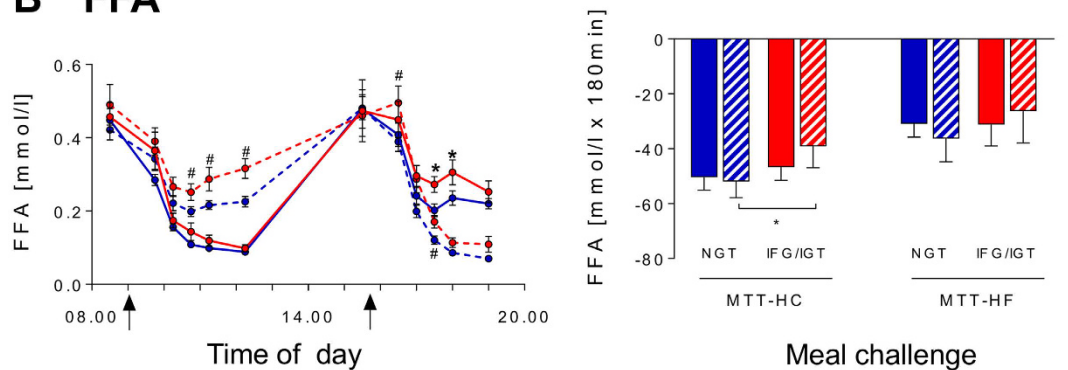 B FFA
FFA [mmol/l]
0.6
0.4
0.2
0.0
#
#
#
#
*
*
#
08.00
14.00
20.00
Time of day
FFA [mmol/l x 180min]
0
-20
-40
-60
-80
*
NGT
IFG/IGT
NGT
IFG/IGT
MTT-HC
MTT-HF
Meal challenge